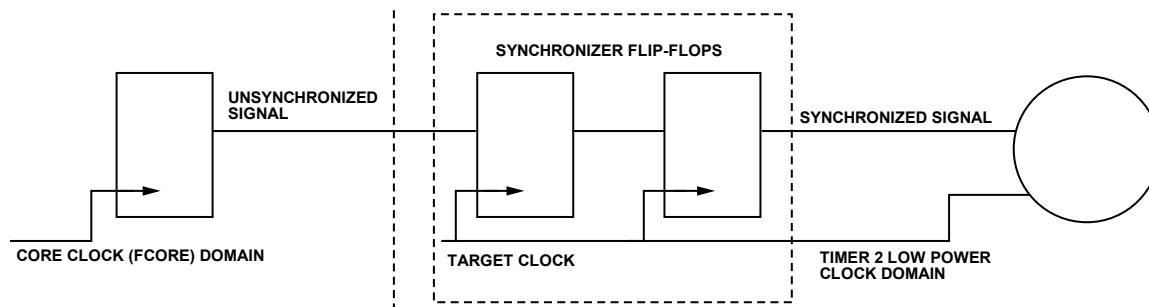 SYNCHRONIZER FLIP-FLOPS
UNSYNCHRONIZED
SIGNAL
SYNCHRONIZED SIGNAL
CORE CLOCK (FCORE) DOMAIN
TARGET CLOCK
TIMER 2 LOW POWER
CLOCK DOMAIN